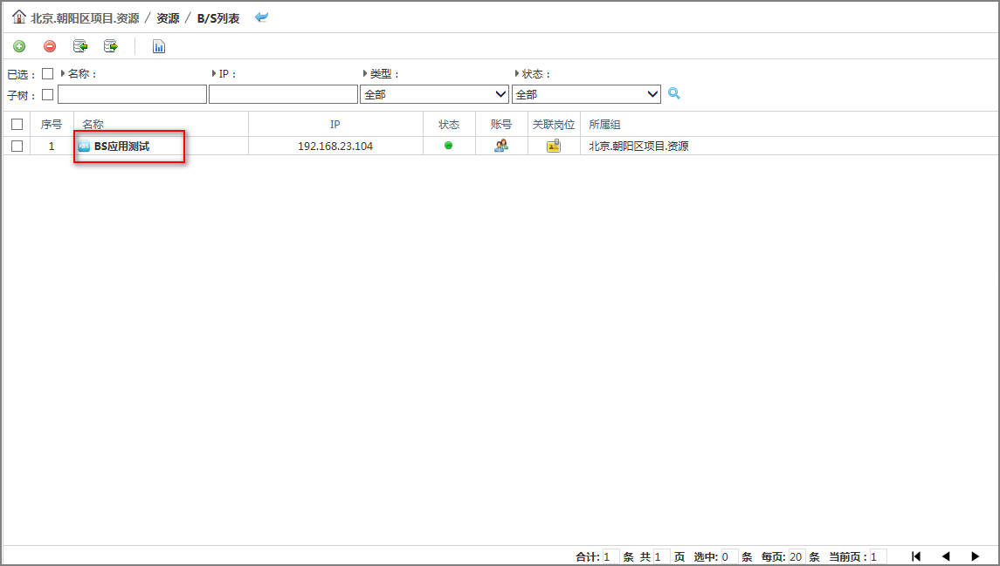 北京.朝阳区项目.资源 / 资源 / B/S列表
已选： 名称： IP： 类型： 状态：
子树： 全部 全部
序号 名称 IP 状态 账号 关联岗位 所属组
1 BS应用测试 192.168.23.104 北京.朝阳区项目.资源
合计: 1 条 共 1 页 选中: 0 条 每页: 20 条 当前页：1